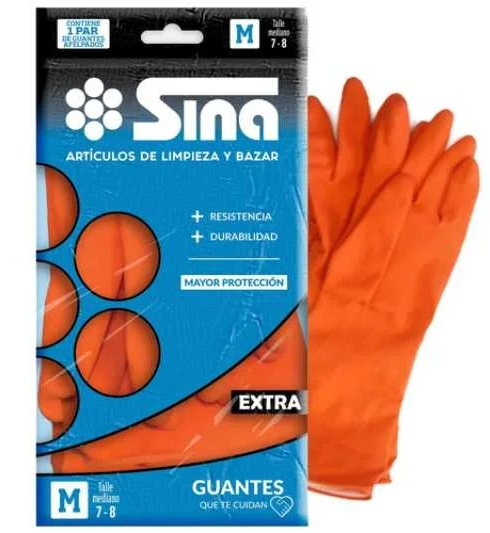 CONTIENE
1 PAR
DE GUANTES
AFELPADOS
M
Talle
mediano
7 - 8
Sina
ARTÍCULOS DE LIMPIEZA Y BAZAR
+ RESISTENCIA
+ DURABILIDAD
MAYOR PROTECCIÓN
EXTRA
M
Talle
mediano
7 - 8
GUANTES
QUE TE CUIDAN